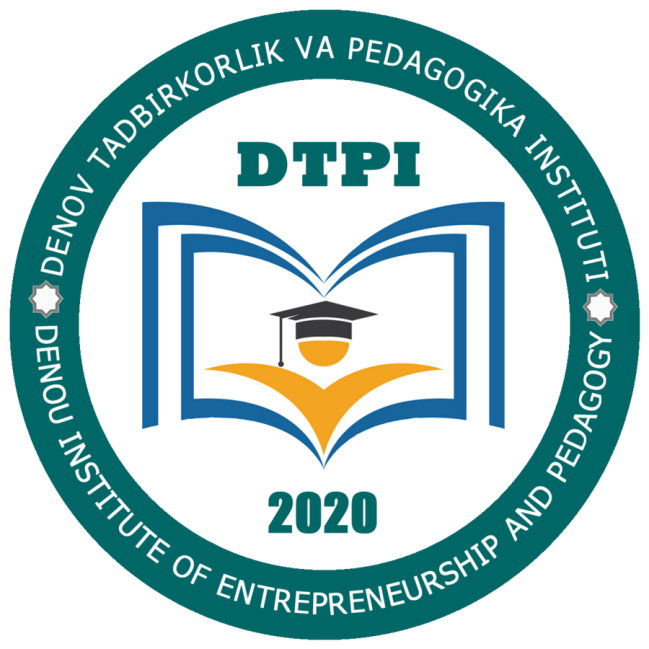 DENOV TADBIRKORLIK VA PEDAGOGIKA INSTITUTI
DTPI
2020
DENOU INSTITUTE OF ENTREPRENEURSHIP AND PEDAGOGY